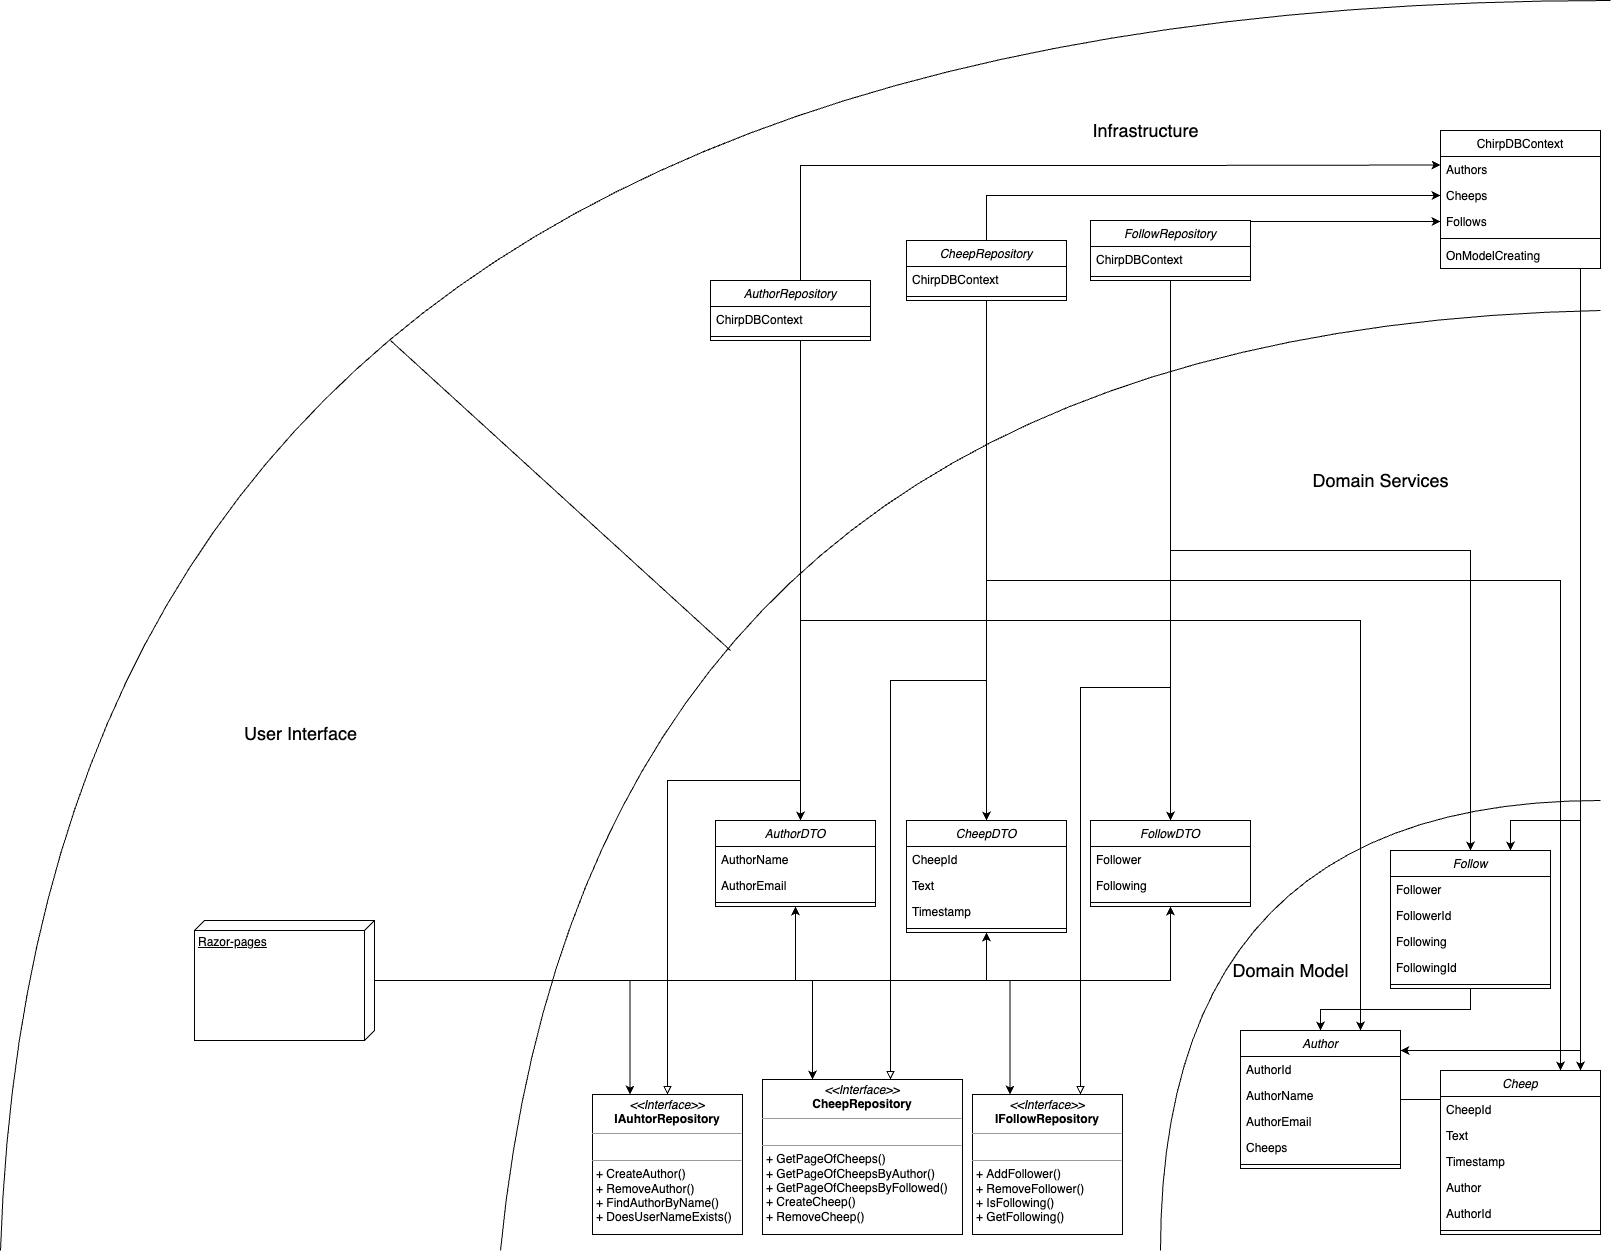 Infrastructure
ChirpDBContext
Authors
Cheeps
Follows
OnModelCreating
FollowRepository
ChirpDBContext
CheepRepository
ChirpDBContext
AuthorRepository
ChirpDBContext
Domain Services
User Interface
AuthorDTO
AuthorName
AuthorEmail
CheepDTO
CheepId
Text
Timestamp
FollowDTO
Follower
Following
Follow
Follower
FollowerId
Following
FollowingId
Razor-pages
Domain Model
Author
AuthorId
AuthorName
AuthorEmail
Cheeps
Cheep
CheepId
Text
Timestamp
Author
AuthorId
<<Interface>>
IAuhtorRepository
+ CreateAuthor()
+ RemoveAuthor()
+ FindAuthorByName()
+ DoesUserNameExists()
<<Interface>>
CheepRepository
+ GetPageOfCheeps()
+ GetPageOfCheepsByAuthor()
+ GetPageOfCheepsByFollowed()
+ CreateCheep()
+ RemoveCheep()
<<Interface>>
IFollowRepository
+ AddFollower()
+ RemoveFollower()
+ IsFollowing()
+ GetFollowing()